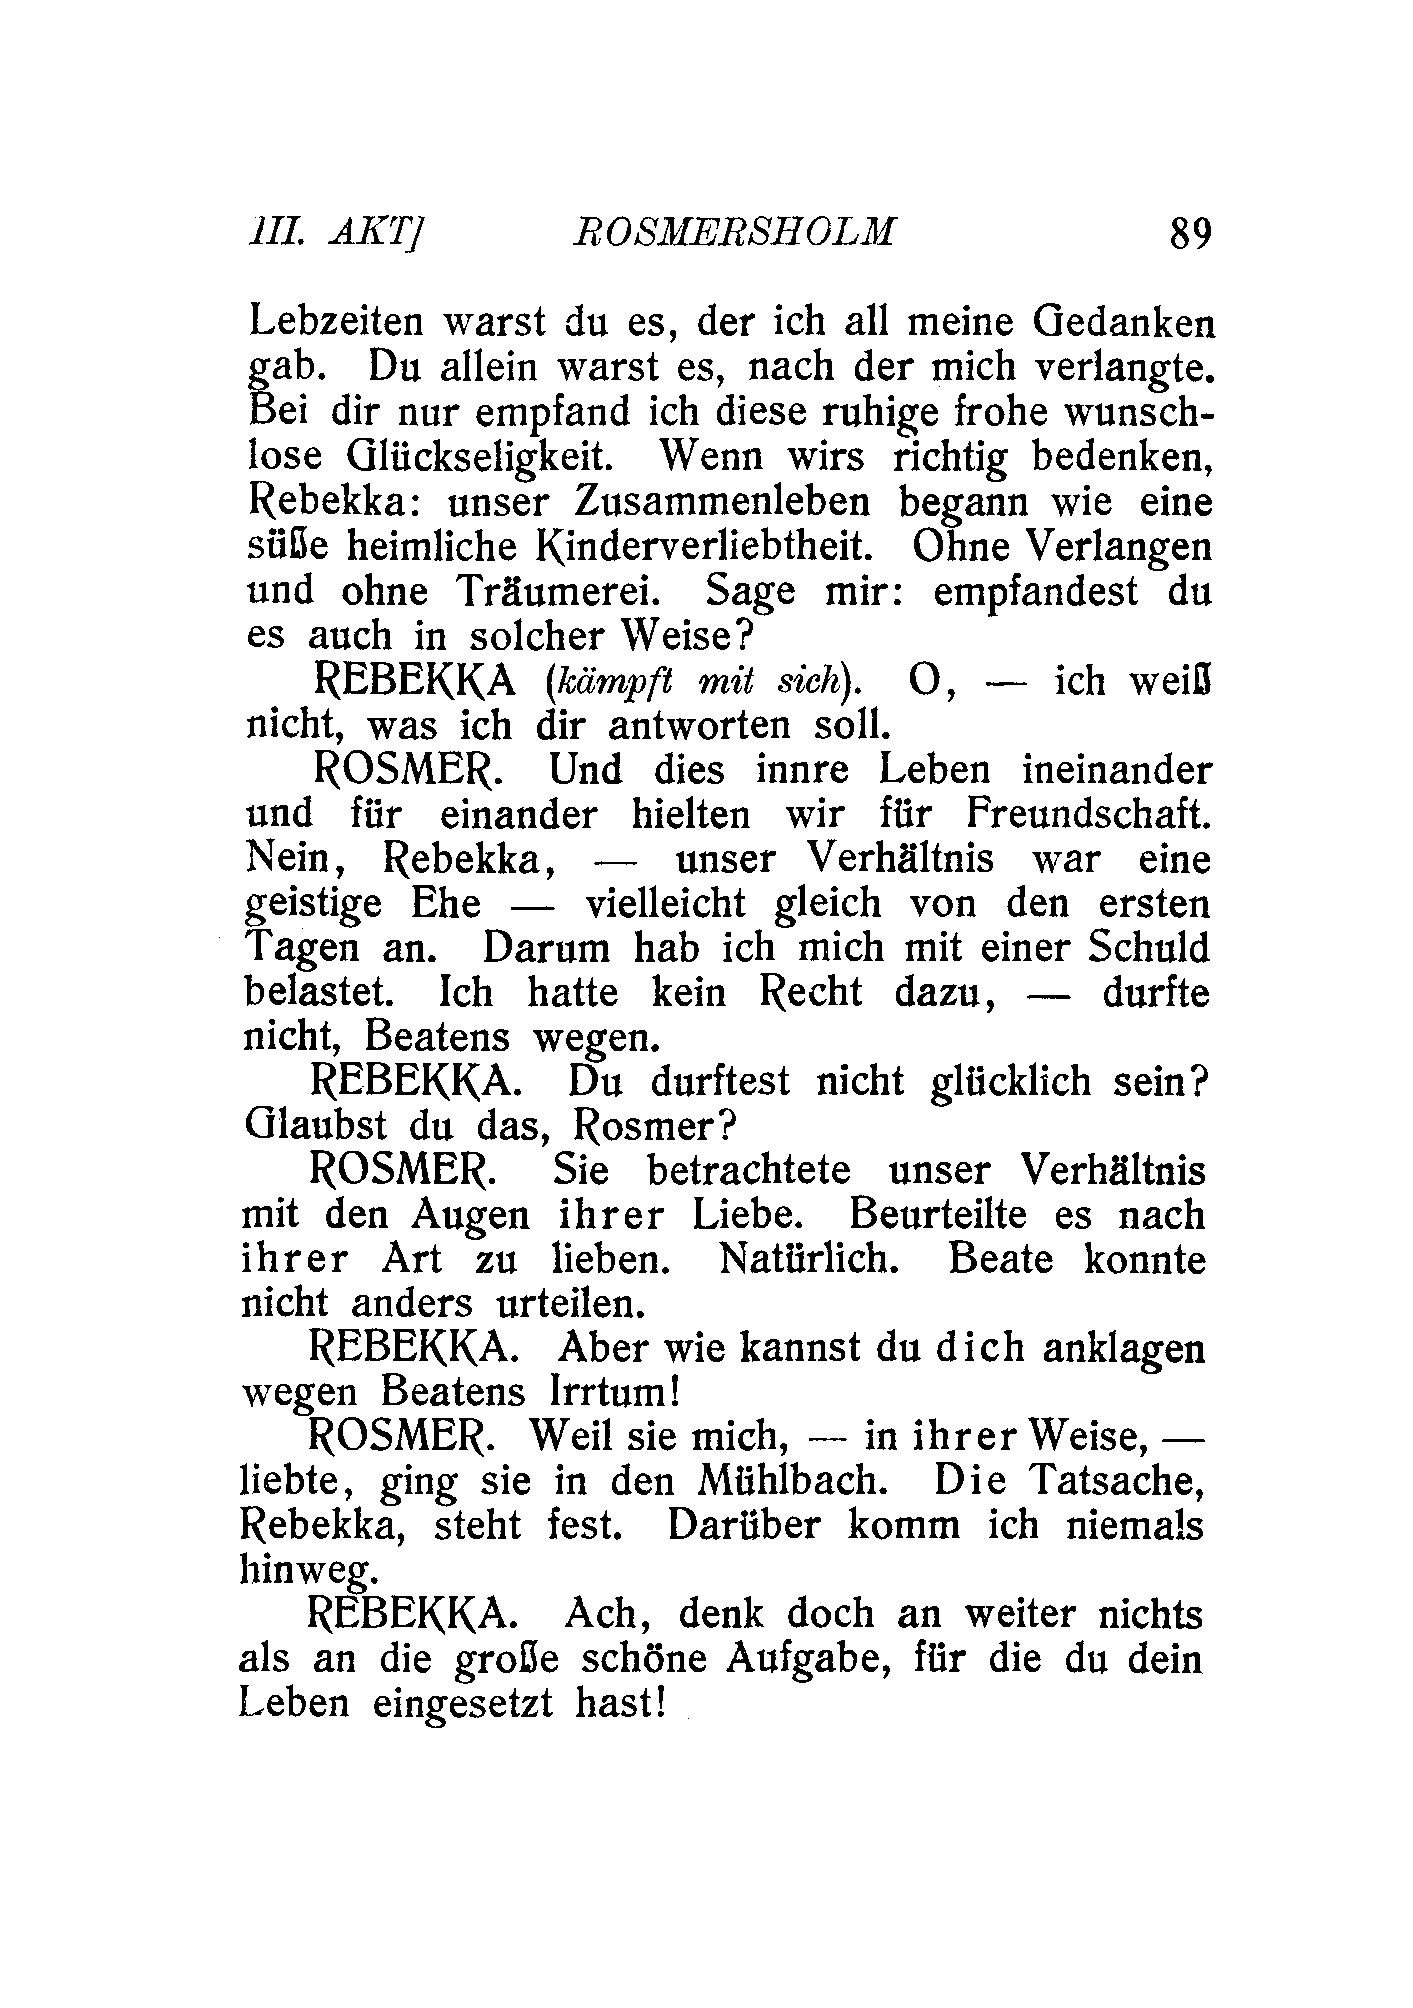 III. AKT] ROSMERSHOLM 89
Lebzeiten warst du es, der ich all meine Gedanken
gab. Du allein warst es, nach der mich verlangte.
Bei dir nur empfand ich diese ruhige frohe wunsch-
lose Glückseligkeit. Wenn wirs richtig bedenken,
Rebekka: unser Zusammenleben begann wie eine
süße heimliche Kinderverliebtheit. Ohne Verlangen
und ohne Träumerei. Sage mir: empfandest du
es auch in solcher Weise?
REBEKKA (kämpft mit sich). O, — ich weiß
nicht, was ich dir antworten soll.
ROSMER. Und dies innre Leben ineinander
und für einander hielten wir für Freundschaft.
Nein, Rebekka, — unser Verhältnis war eine
geistige Ehe — vielleicht gleich von den ersten
Tagen an. Darum hab ich mich mit einer Schuld
belastet. Ich hatte kein Recht dazu, — durfte
nicht, Beatens wegen.
REBEKKA. Du durftest nicht glücklich sein?
Glaubst du das, Rosmer?
ROSMER. Sie betrachtete unser Verhältnis
mit den Augen ihrer Liebe. Beurteilte es nach
ihrer Art zu lieben. Natürlich. Beate konnte
nicht anders urteilen.
REBEKKA. Aber wie kannst du dich anklagen
wegen Beatens Irrtum!
ROSMER. Weil sie mich, — in ihrer Weise, —
liebte, ging sie in den Mühlbach. Die Tatsache,
Rebekka, steht fest. Darüber komm ich niemals
hinweg.
REBEKKA. Ach, denk doch an weiter nichts
als an die große schöne Aufgabe, für die du dein
Leben eingesetzt hast!